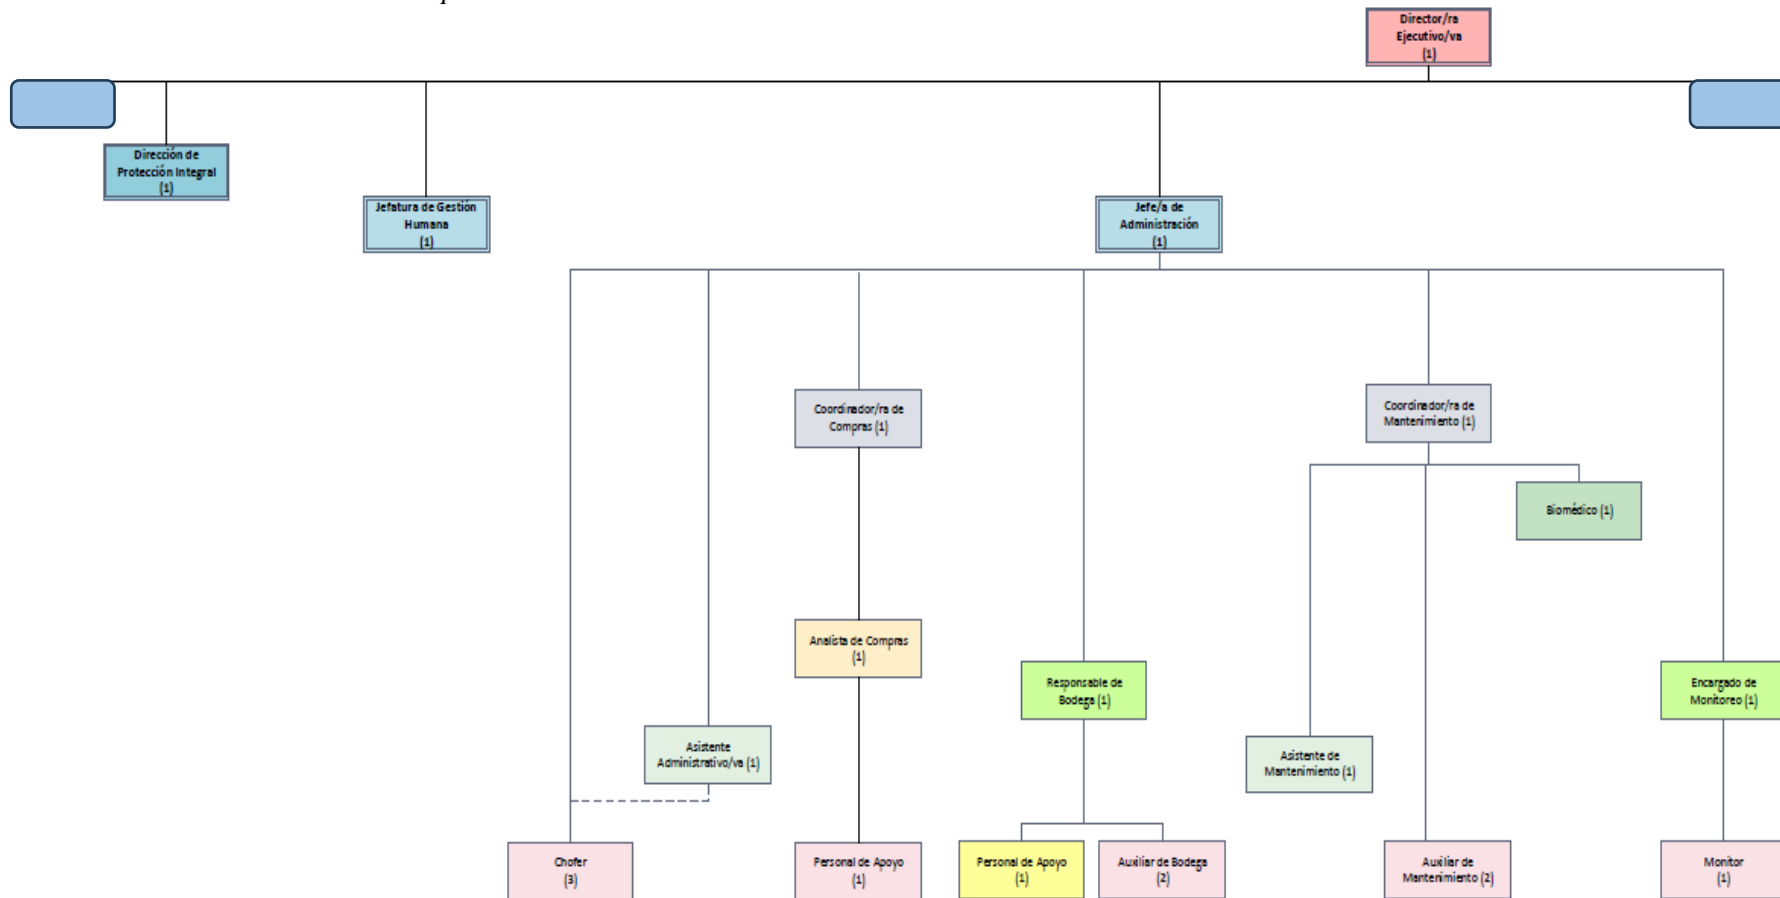 Director/ra
Ejecutivo/va
(1)
Dirección de
Protección Integral
(1)
Jefatura de Gestión
Humana
(1)
Jefe/a de
Administración
(1)
Coordinador/ra de
Compras (1)
Coordinador/ra de
Mantenimiento (1)
Biomédico (1)
Analista de Compras
(1)
Responsable de
Bodega (1)
Encargado de
Monitoreo (1)
Asistente
Administrativo/va (1)
Asistente de
Mantenimiento (1)
Chofer
(3)
Personal de Apoyo
(1)
Personal de Apoyo
(1)
Auxiliar de Bodega
(2)
Auxiliar de
Mantenimiento (2)
Monitor
(1)